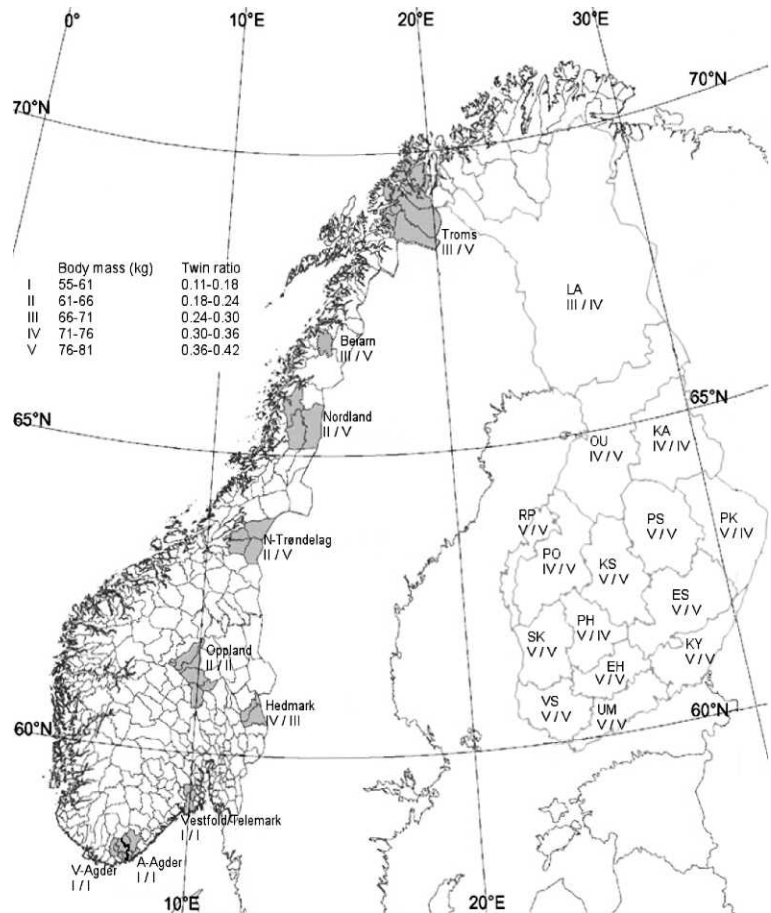 0°
10°E
20°E
30°E
70°N
70°N
Body mass (kg) Twin ratio
I 55-61 0.11-0.18
II 61-66 0.18-0.24
III 66-71 0.24-0.30
IV 71-76 0.30-0.36
V 76-81 0.36-0.42
Troms
III / V
LA
III / IV
Beiarn
III / V
65°N
65°N
Nordland
II / V
OU
IV / V
KA
IV / IV
N-Trøndelag
II / V
RP
V / V
PO
IV / V
KS
V / V
PS
V / V
PK
V / IV
Oppland
II / II
ES
V / V
SK
V / V
PH
V / IV
EH
V / V
KY
V / V
Hedmark
IV / III
VS
V / V
UM
V / V
60°N
60°N
Vestfold/Telemark
I / I
V-Agder
I / I
A-Agder
I / I
10°E
20°E